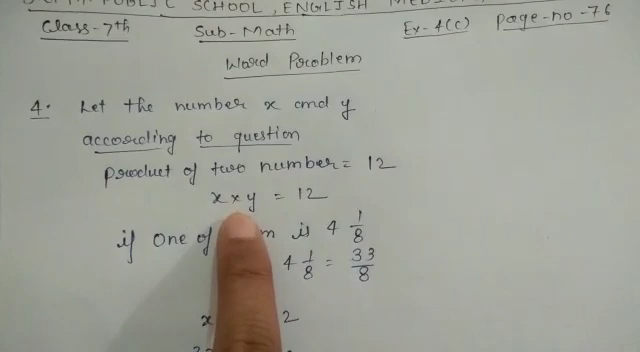 PUBLIC SCHOOL, ENGLISH
Class-7th Sub-Math Ex-4(C) Page-no-76
Word Problem
4. Let the number x and y
according to question
product of two number = 12
x × y = 12
if one of is 4 1/8
4 1/8 = 33/8
x 2